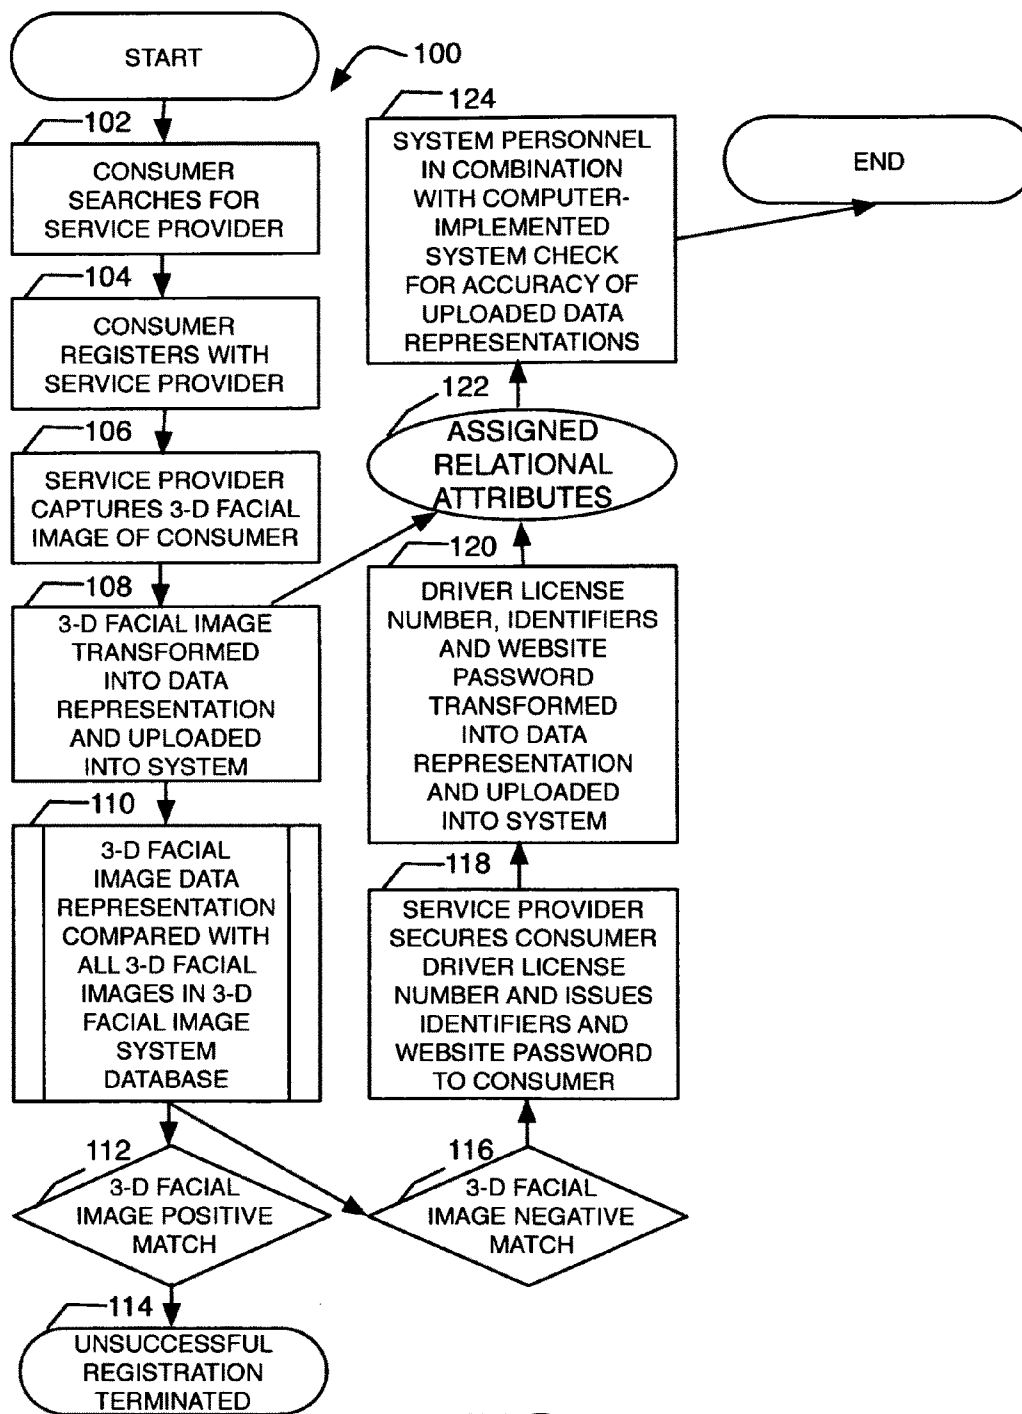 START
100
102
CONSUMER
SEARCHES FOR
SERVICE PROVIDER
104
CONSUMER
REGISTERS WITH
SERVICE PROVIDER
106
SERVICE PROVIDER
CAPTURES 3-D FACIAL
IMAGE OF CONSUMER
108
3-D FACIAL IMAGE
TRANSFORMED
INTO DATA
REPRESENTATION
AND UPLOADED
INTO SYSTEM
110
3-D FACIAL
IMAGE DATA
REPRESENTATION
COMPARED WITH
ALL 3-D FACIAL
IMAGES IN 3-D
FACIAL IMAGE
SYSTEM
DATABASE
112
3-D FACIAL
IMAGE POSITIVE
MATCH
114
UNSUCCESSFUL
REGISTRATION
TERMINATED
116
3-D FACIAL
IMAGE NEGATIVE
MATCH
118
SERVICE PROVIDER
SECURES CONSUMER
DRIVER LICENSE
NUMBER AND ISSUES
IDENTIFIERS AND
WEBSITE PASSWORD
TO CONSUMER
120
DRIVER LICENSE
NUMBER, IDENTIFIERS
AND WEBSITE
PASSWORD
TRANSFORMED
INTO DATA
REPRESENTATION
AND UPLOADED
INTO SYSTEM
122
ASSIGNED
RELATIONAL
ATTRIBUTES
124
SYSTEM PERSONNEL
IN COMBINATION
WITH COMPUTER-
IMPLEMENTED
SYSTEM CHECK
FOR ACCURACY OF
UPLOADED DATA
REPRESENTATIONS
END